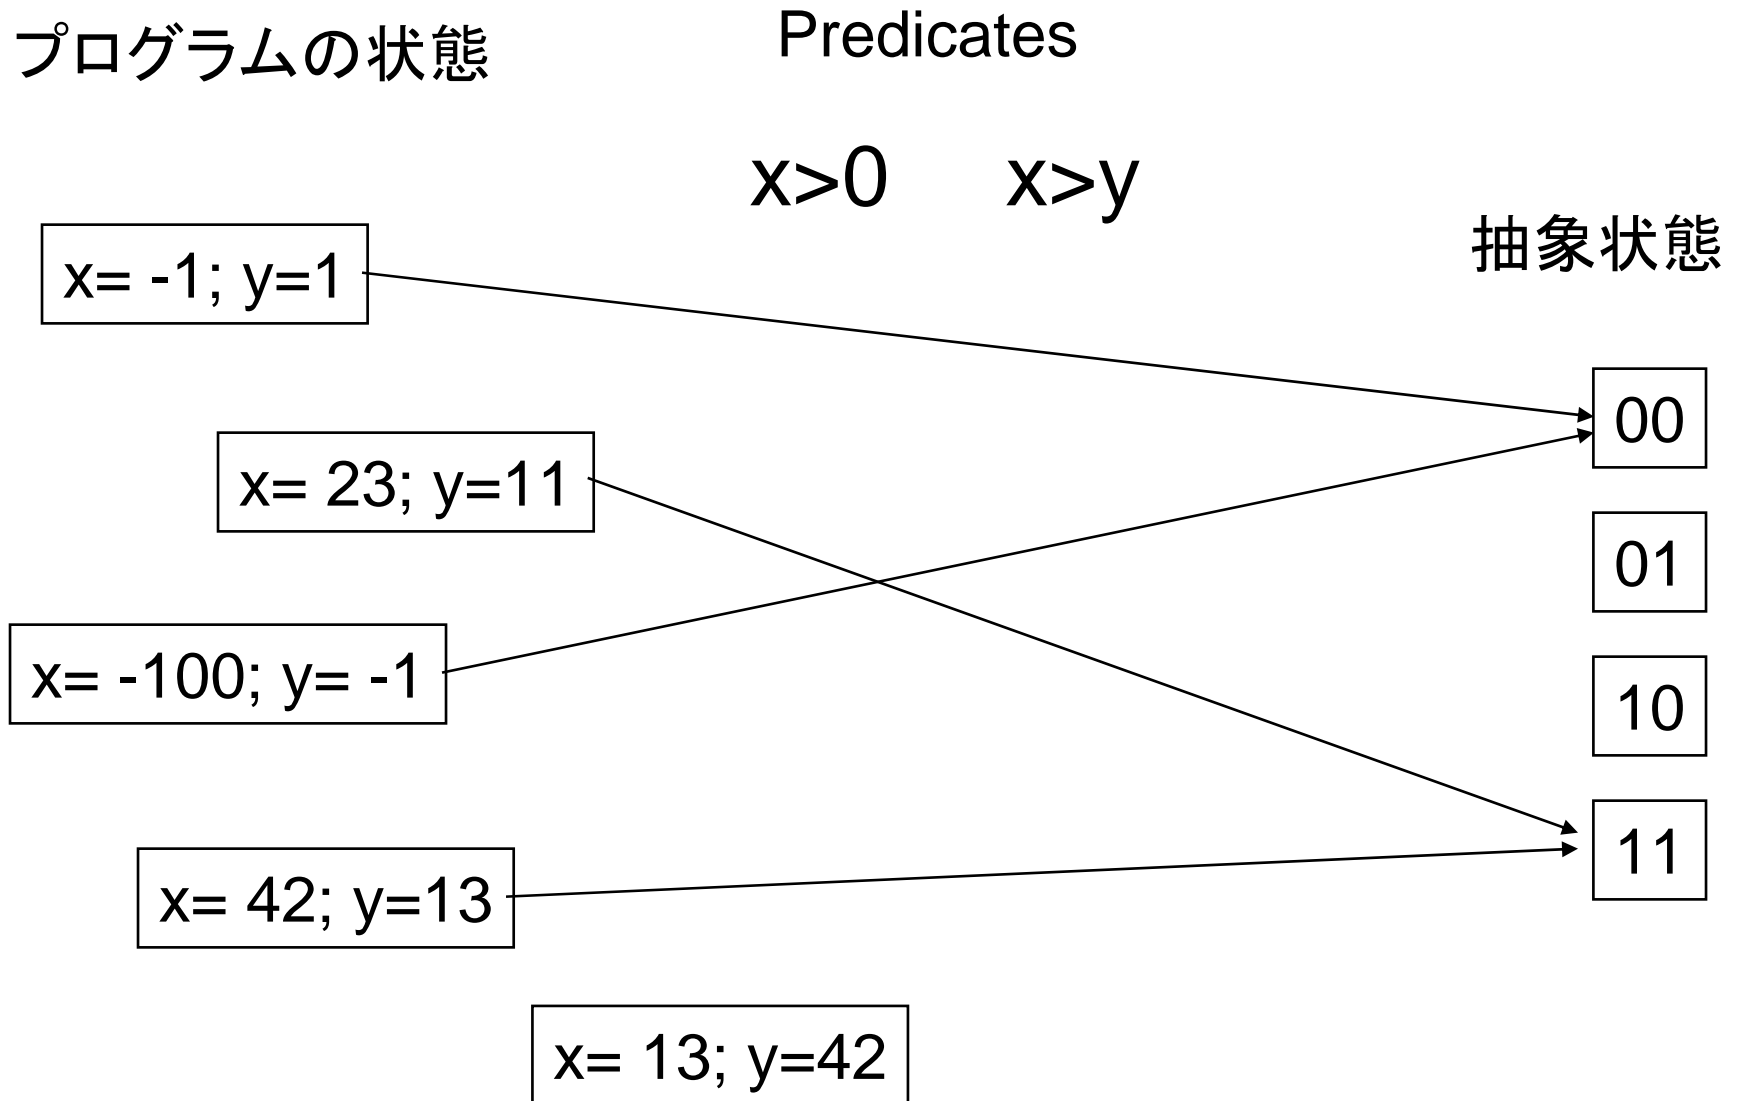 プログラムの状態
Predicates
x>0 x>y
抽象状態
x= -1; y=1
00
x= 23; y=11
01
x= -100; y= -1
10
11
x= 42; y=13
x= 13; y=42